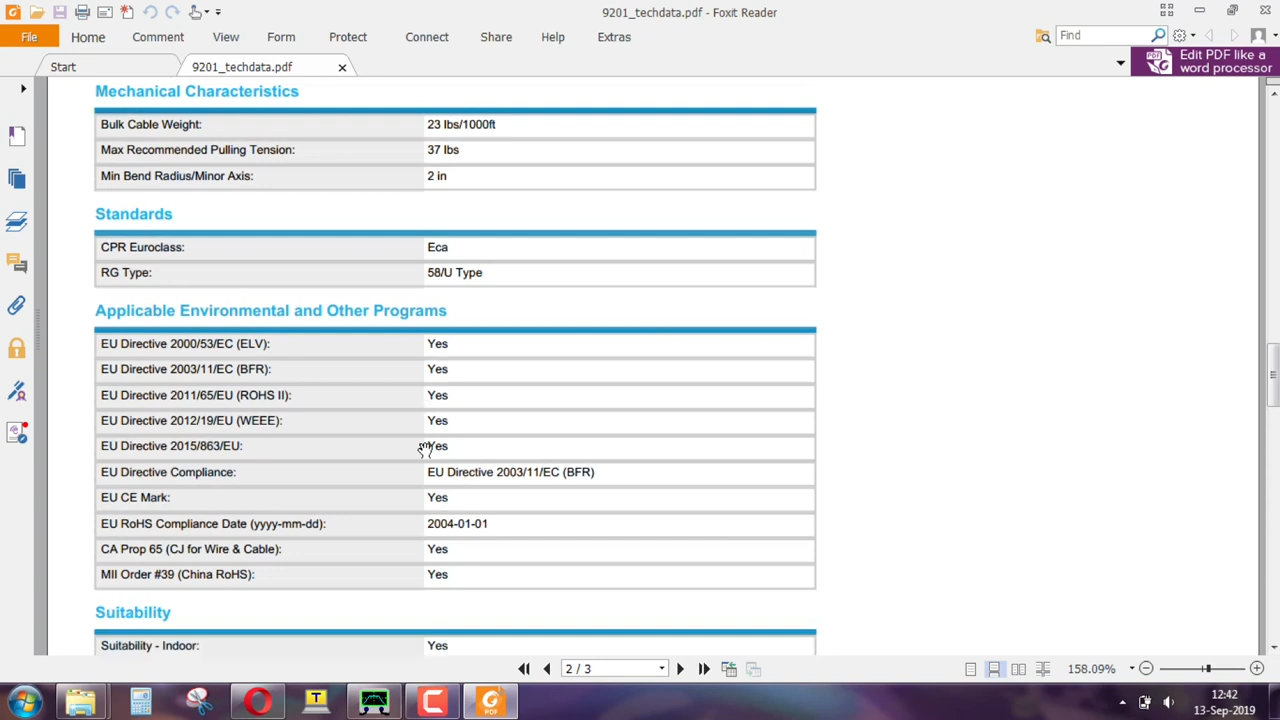 9201_techdata.pdf - Foxit Reader
File Home Comment View Form Protect Connect Share Help Extras
Find
Start
9201_techdata.pdf
Edit PDF like a
word processor
Mechanical Characteristics
Bulk Cable Weight: 23 lbs/1000ft
Max Recommended Pulling Tension: 37 lbs
Min Bend Radius/Minor Axis: 2 in
Standards
CPR Euroclass: Eca
RG Type: 58/U Type
Applicable Environmental and Other Programs
EU Directive 2000/53/EC (ELV): Yes
EU Directive 2003/11/EC (BFR): Yes
EU Directive 2011/65/EU (ROHS II): Yes
EU Directive 2012/19/EU (WEEE): Yes
EU Directive 2015/863/EU: Yes
EU Directive Compliance: EU Directive 2003/11/EC (BFR)
EU CE Mark: Yes
EU RoHS Compliance Date (yyyy-mm-dd): 2004-01-01
CA Prop 65 (CJ for Wire & Cable): Yes
MII Order #39 (China RoHS): Yes
Suitability
Suitability - Indoor: Yes
2 / 3
158.09%
T
PDF
12:42
13-Sep-2019